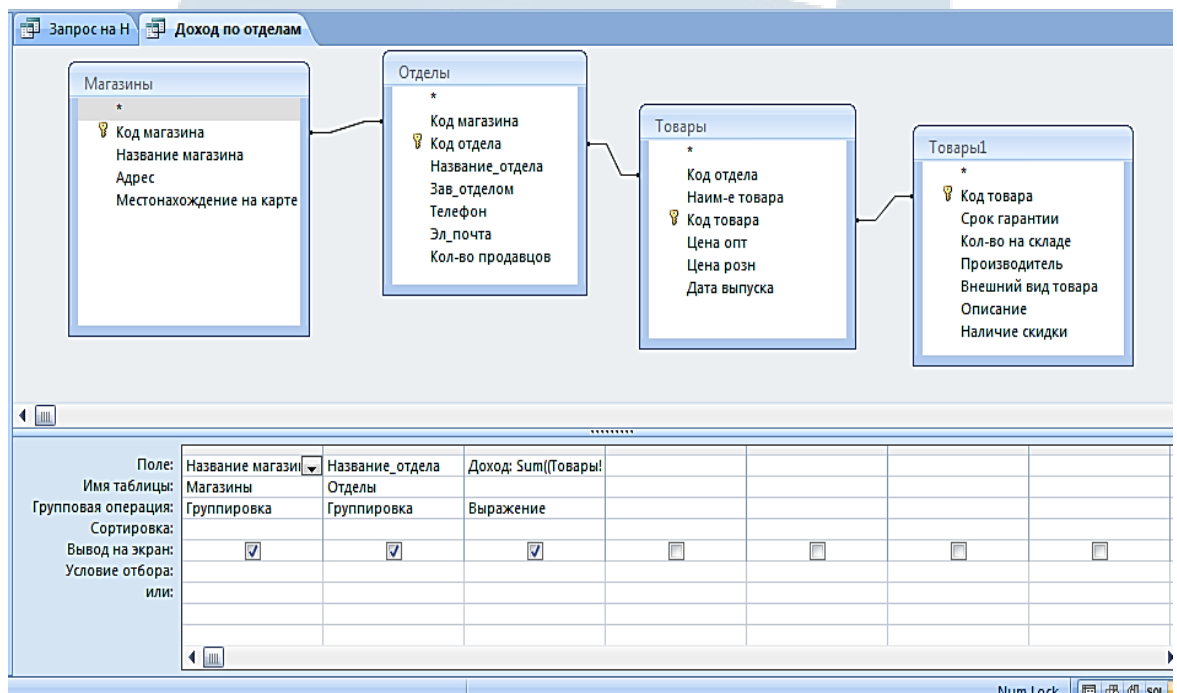 Запрос на Н
Доход по отделам
Магазины
*
Код магазина
Название магазина
Адрес
Местонахождение на карте
Отделы
*
Код магазина
Код отдела
Название_отдела
Зав_отделом
Телефон
Эл_почта
Кол-во продавцов
Товары
*
Код отдела
Наим-е товара
Код товара
Цена опт
Цена розн
Дата выпуска
Товары1
*
Код товара
Срок гарантии
Кол-во на складе
Производитель
Внешний вид товара
Описание
Наличие скидки
Поле: Название магази Название_отдела Доход: Sum((Товары!
Имя таблицы: Магазины Отделы
Групповая операция: Группировка Группировка Выражение
Сортировка:
Вывод на экран:
Условие отбора:
или:
Num Lock SQL